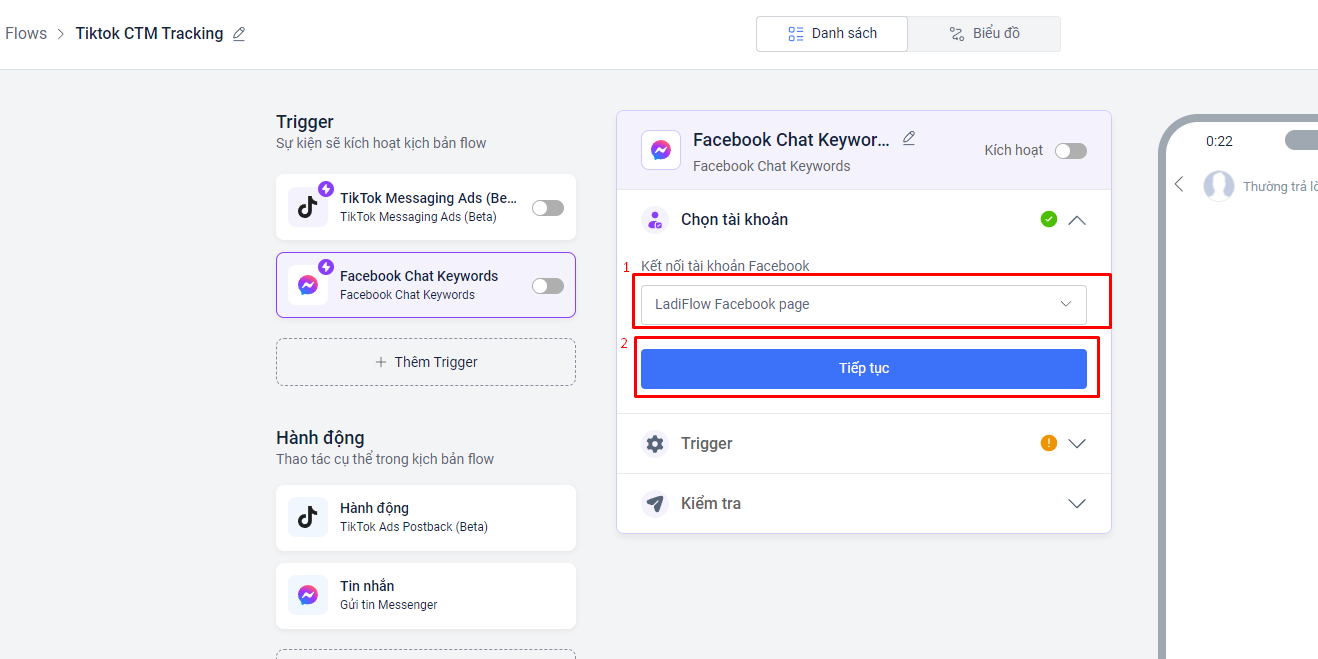 Flows > Tiktok CTM Tracking
Danh sách
Biểu đồ
Trigger
Sự kiện sẽ kích hoạt kịch bản flow
TikTok Messaging Ads (Be...
TikTok Messaging Ads (Beta)
Facebook Chat Keywords
Facebook Chat Keywords
+ Thêm Trigger
Hành động
Thao tác cụ thể trong kịch bản flow
Hành động
TikTok Ads Postback (Beta)
Tin nhắn
Gửi tin Messenger
Facebook Chat Keywor...
Facebook Chat Keywords
Kích hoạt
Chọn tài khoản
1
Kết nối tài khoản Facebook
LadiFlow Facebook page
2
Tiếp tục
Trigger
Kiểm tra
0:22
Thường trả lờ